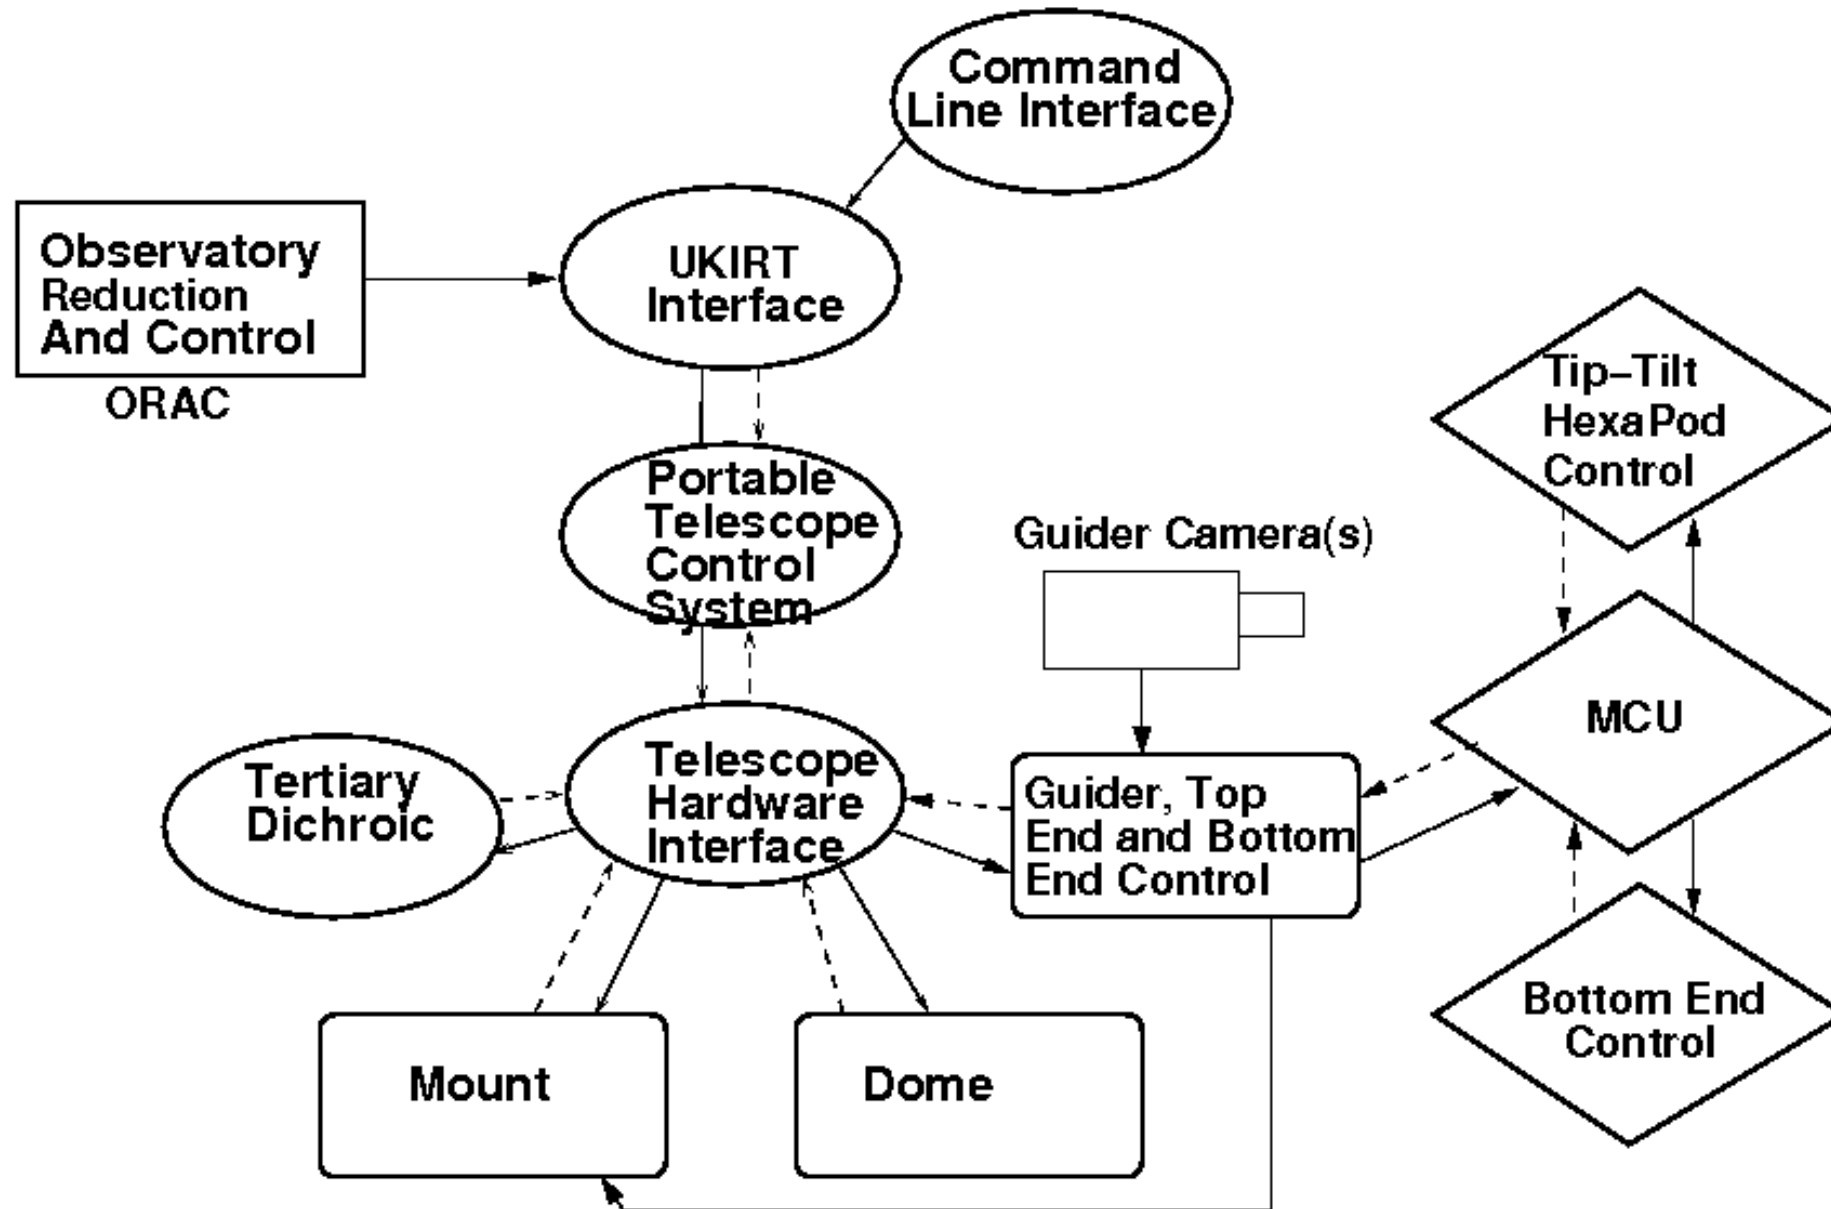 Command
Line Interface
Observatory
Reduction
And Control
ORAC
UKIRT
Interface
Tip–Tilt
HexaPod
Control
Portable
Telescope
Control
System
Guider Camera(s)
MCU
Tertiary
Dichroic
Telescope
Hardware
Interface
Guider, Top
End and Bottom
End Control
Bottom End
Control
Mount
Dome